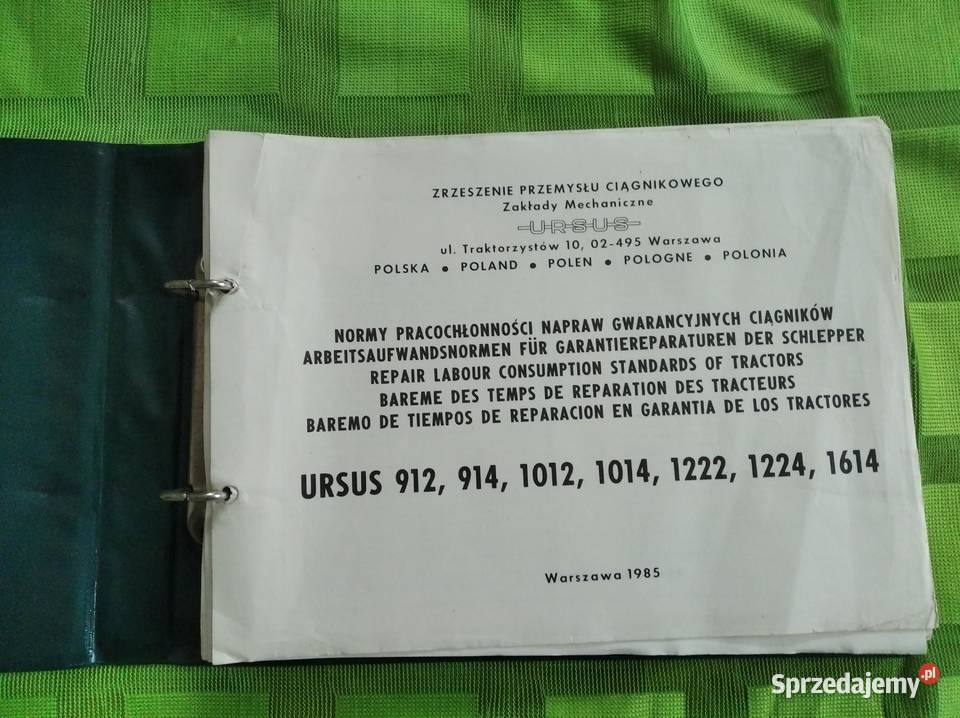 ZRZESZENIE PRZEMYSŁU CIĄGNIKOWEGO
Zakłady Mechaniczne
URSUS
ul. Traktorzystów 10, 02-495 Warszawa
POLSKA ● POLAND ● POLEN ● POLOGNE ● POLONIA
NORMY PRACOCHŁONNOŚCI NAPRAW GWARANCYJNYCH CIĄGNIKÓW
ARBEITSAUFWANDSNORMEN FÜR GARANTIEREPARATUREN DER SCHLEPPER
REPAIR LABOUR CONSUMPTION STANDARDS OF TRACTORS
BAREME DES TEMPS DE REPARATION DES TRACTEURS
BAREMO DE TIEMPOS DE REPARACION EN GARANTIA DE LOS TRACTORES
URSUS 912, 914, 1012, 1014, 1222, 1224, 1614
Warszawa 1985
Sprzedajemy.pl